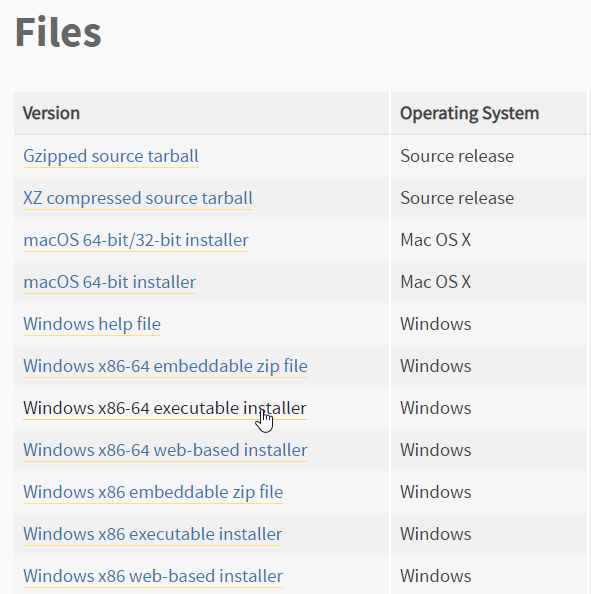 Files
Version Operating System
Gzipped source tarball Source release
XZ compressed source tarball Source release
macOS 64-bit/32-bit installer Mac OS X
macOS 64-bit installer Mac OS X
Windows help file Windows
Windows x86-64 embeddable zip file Windows
Windows x86-64 executable installer Windows
Windows x86-64 web-based installer Windows
Windows x86 embeddable zip file Windows
Windows x86 executable installer Windows
Windows x86 web-based installer Windows